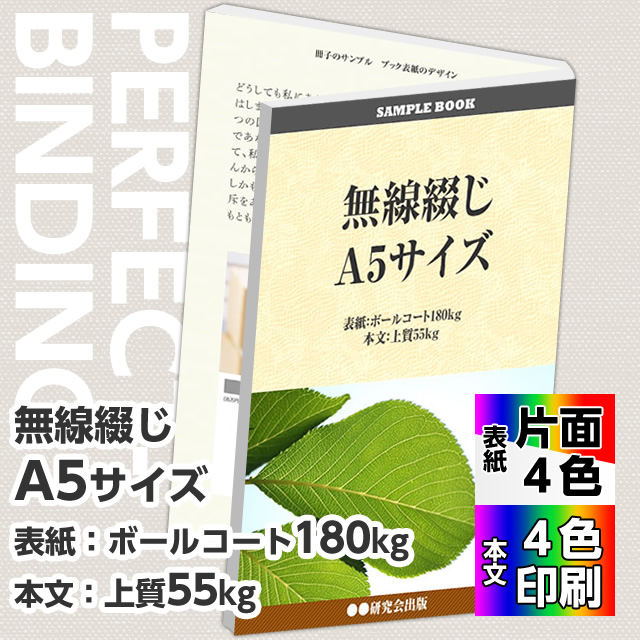 PERFECT
BINDING
冊子のサンプル　ブック表紙のデザイン
どうしても私に
はしま
つの
であ
て、私
んから
しかも
斥を
もとも
SAMPLE BOOK
無線綴じ
A5サイズ
表紙:ボールコート180kg
本文:上質55kg
●●研究会出版
無線綴じ
A5サイズ
表紙：ボールコート180kg
本文：上質55kg
表紙
片面
４色
本文
４色
印刷